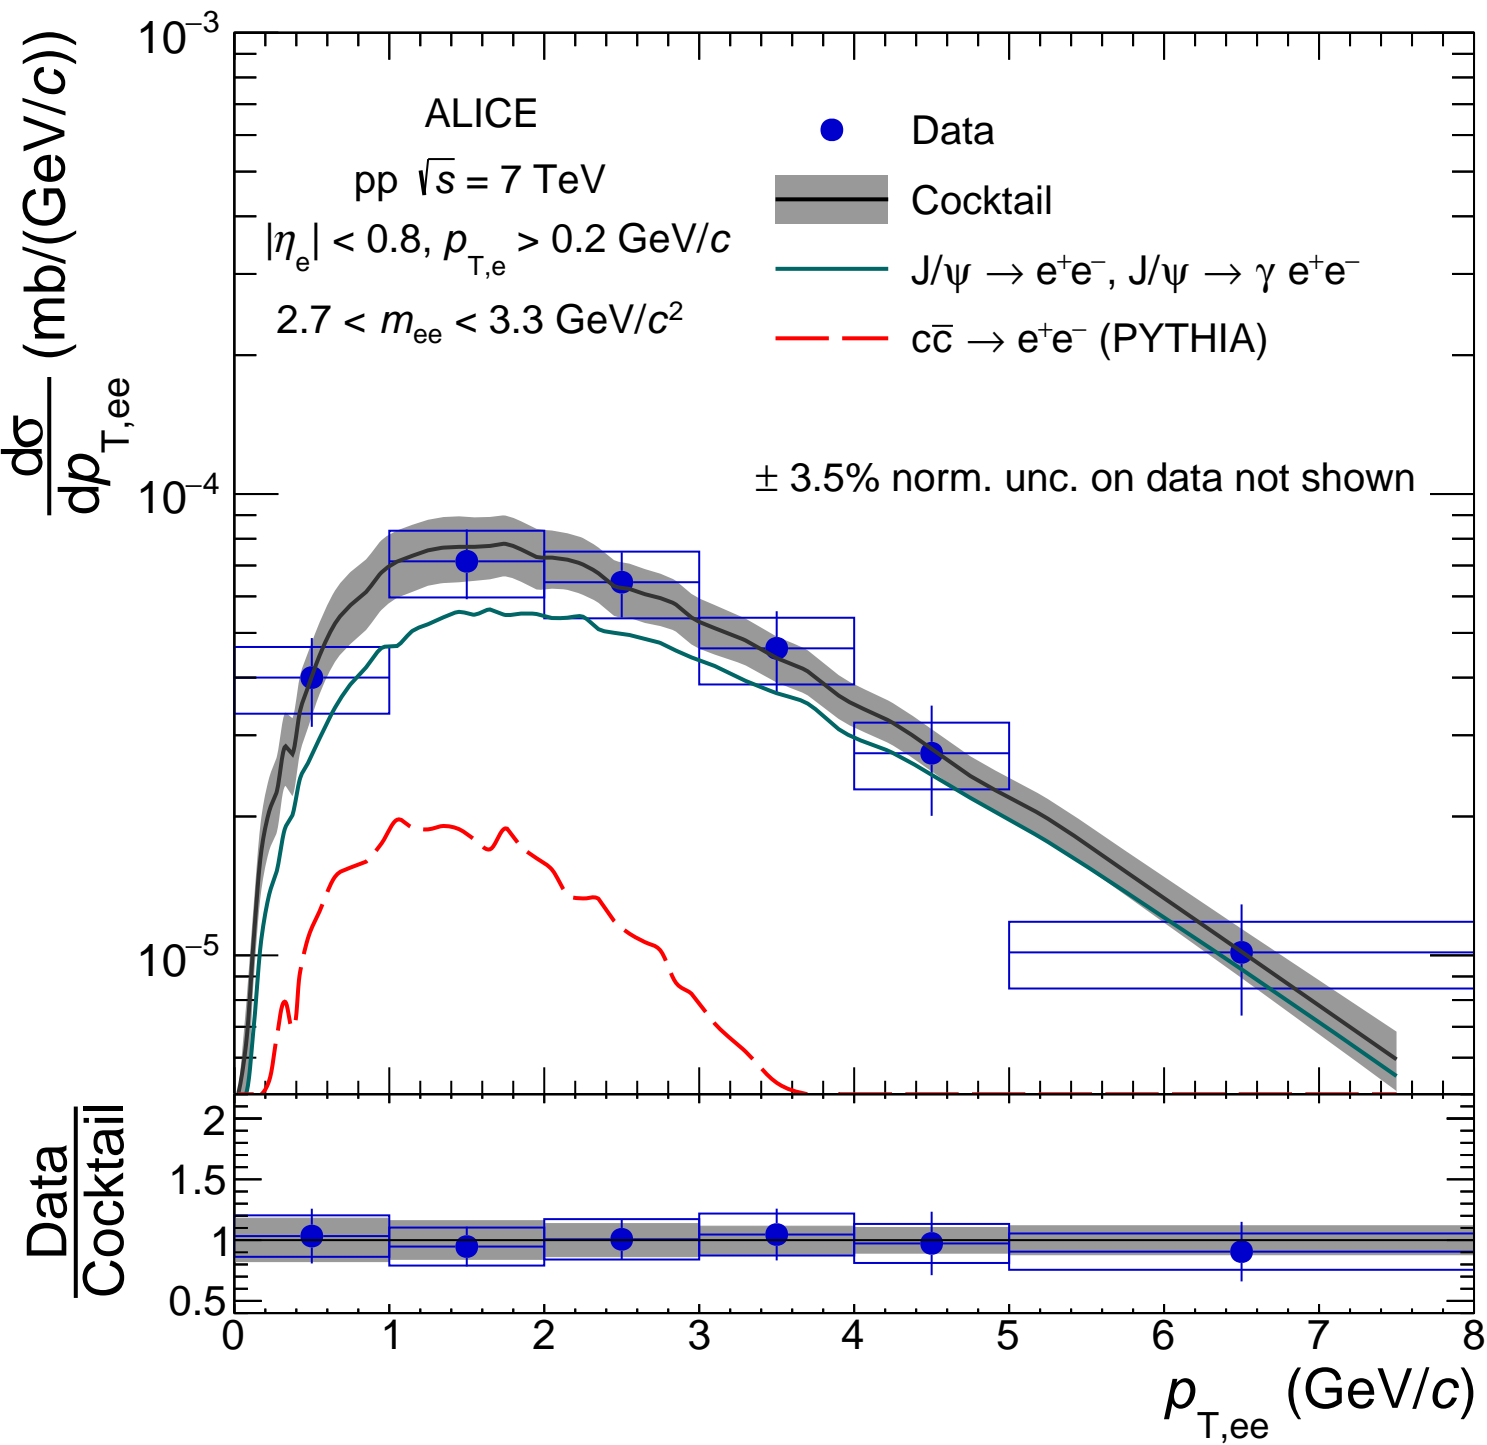 dσ/dp_T,ee (mb/(GeV/c))
10⁻³
10⁻⁴
10⁻⁵
ALICE
pp √s = 7 TeV
|η_e| < 0.8, p_T,e > 0.2 GeV/c
2.7 < m_ee < 3.3 GeV/c²
Data
Cocktail
J/ψ → e⁺e⁻, J/ψ → γ e⁺e⁻
cc̅ → e⁺e⁻ (PYTHIA)
± 3.5% norm. unc. on data not shown
Data
Cocktail
2
1.5
1
0.5
0 1 2 3 4 5 6 7 8
p_T,ee (GeV/c)